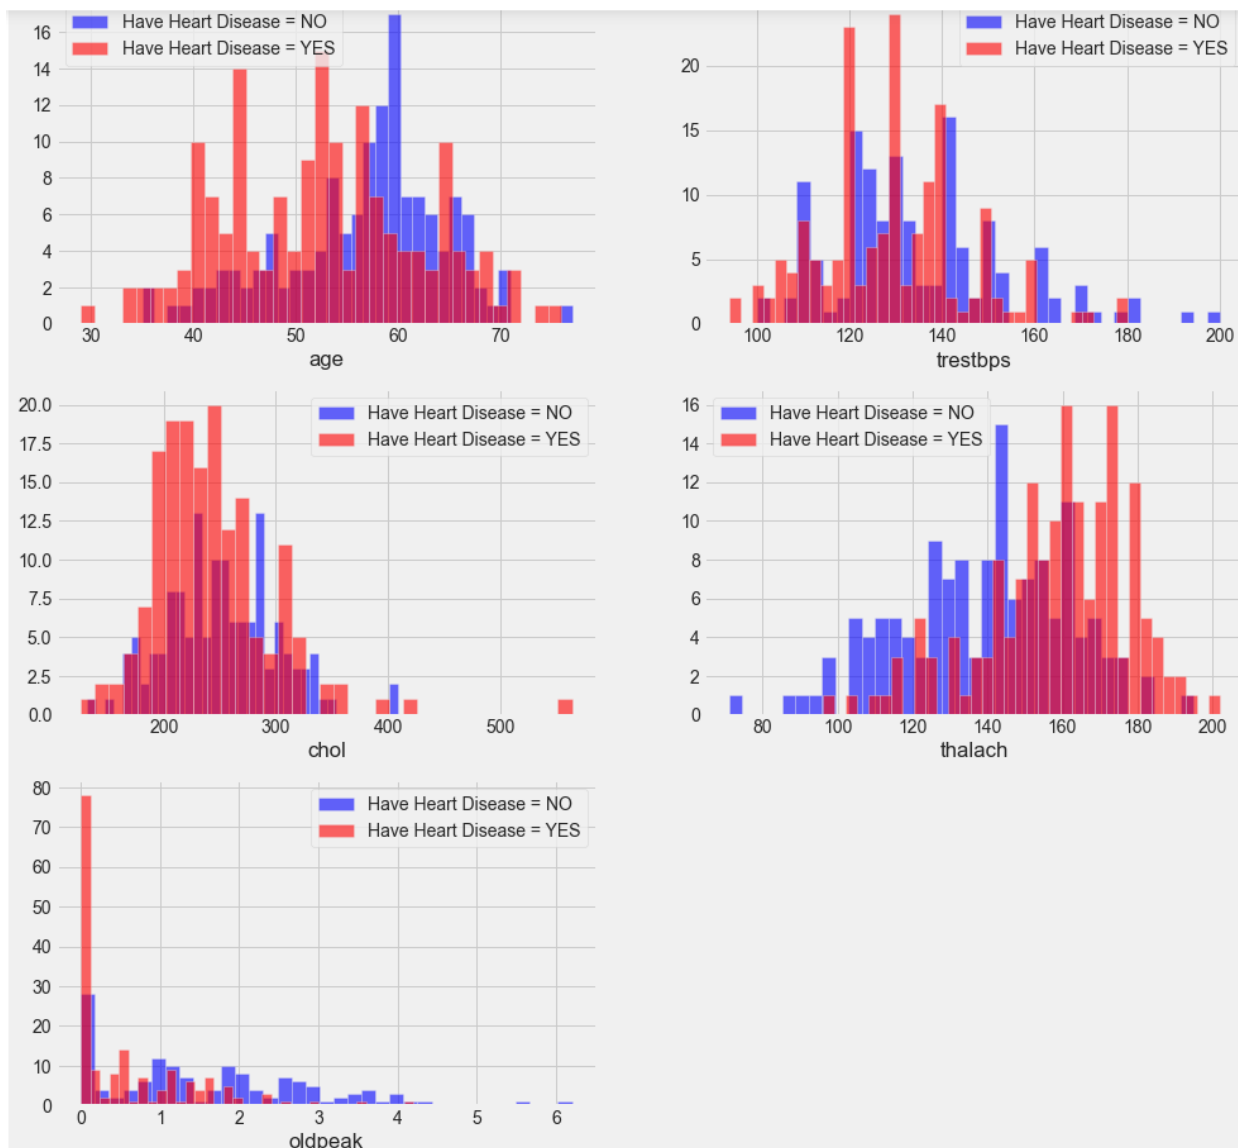 Have Heart Disease = NO
Have Heart Disease = YES
16
14
12
10
8
6
4
2
0
30 40 50 60 70
age
Have Heart Disease = NO
Have Heart Disease = YES
20
15
10
5
0
100 120 140 160 180 200
trestbps
Have Heart Disease = NO
Have Heart Disease = YES
20.0
17.5
15.0
12.5
10.0
7.5
5.0
2.5
0.0
200 300 400 500
chol
Have Heart Disease = NO
Have Heart Disease = YES
16
14
12
10
8
6
4
2
0
80 100 120 140 160 180 200
thalach
Have Heart Disease = NO
Have Heart Disease = YES
80
70
60
50
40
30
20
10
0
0 1 2 3 4 5 6
oldpeak